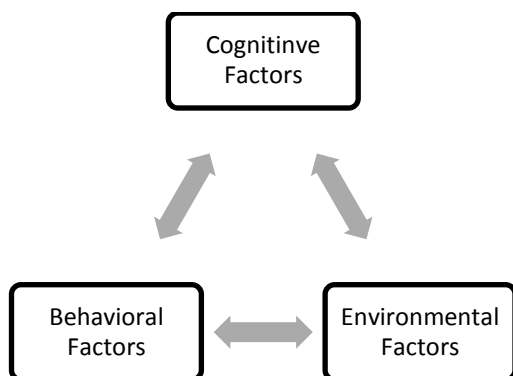 Cognitinve
Factors
Behavioral
Factors
Environmental
Factors